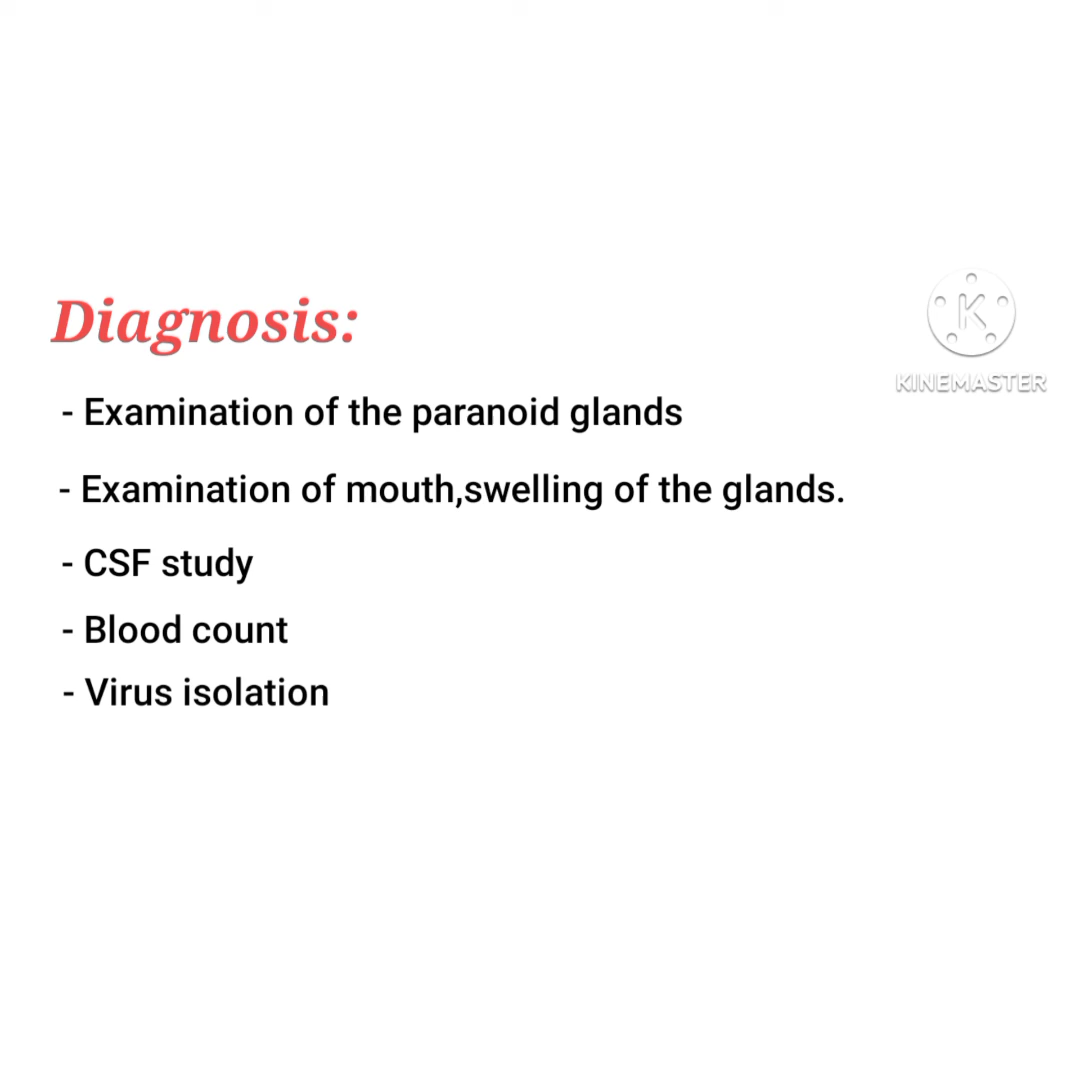 Diagnosis:
K
KINEMASTER
- Examination of the paranoid glands
- Examination of mouth,swelling of the glands.
- CSF study
- Blood count
- Virus isolation